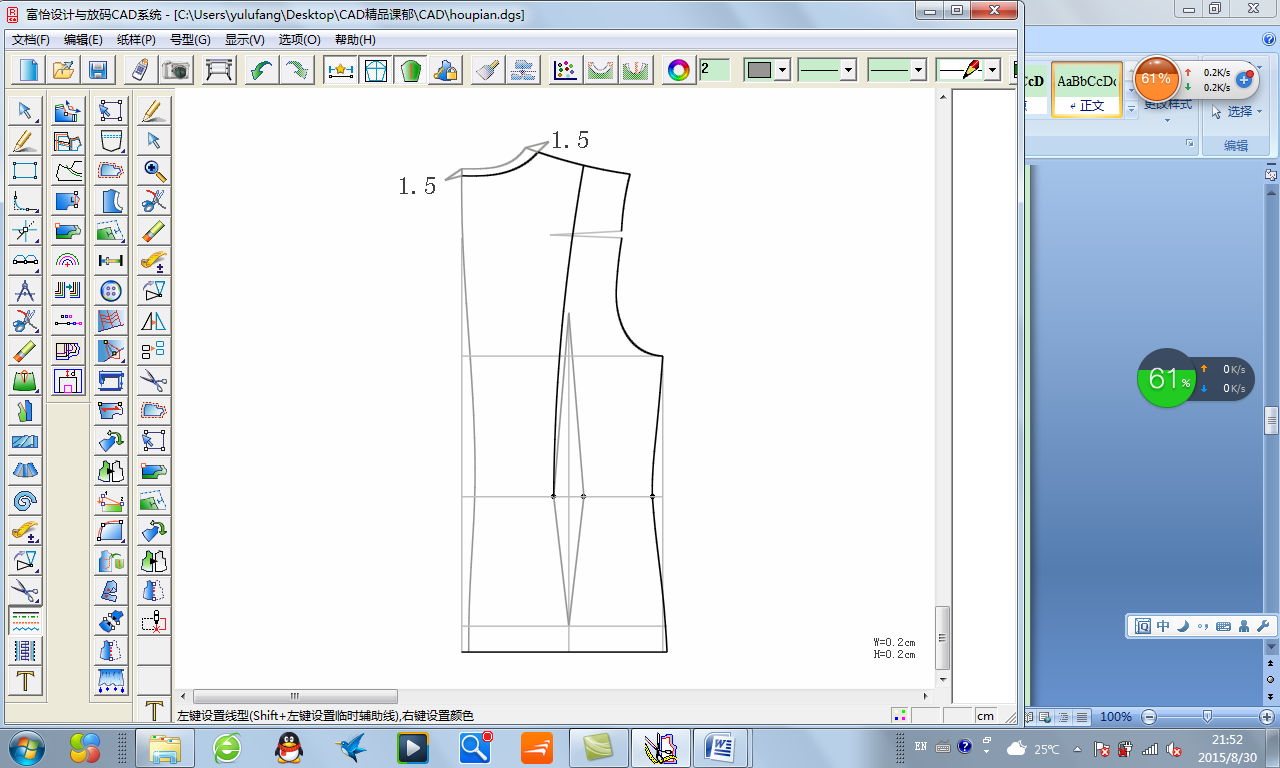 富怡设计与放码CAD系统 - [C:\Users\yulufang\Desktop\CAD精品课郁\CAD\houpian.dgs]
文档(F) 编辑(E) 纸样(P) 号型(G) 显示(V) 选项(O) 帮助(H)
2
AaBbCcDc
正文
更改样式
选择
编辑
61%
0.2K/s
0.2K/s
1.5
1.5
61%
0K/s
0K/s
中
W=0.2cm
H=0.2cm
左键设置线型(Shift+左键设置临时辅助线),右键设置颜色
cm
100%
EN
25℃
21:52
2015/8/30